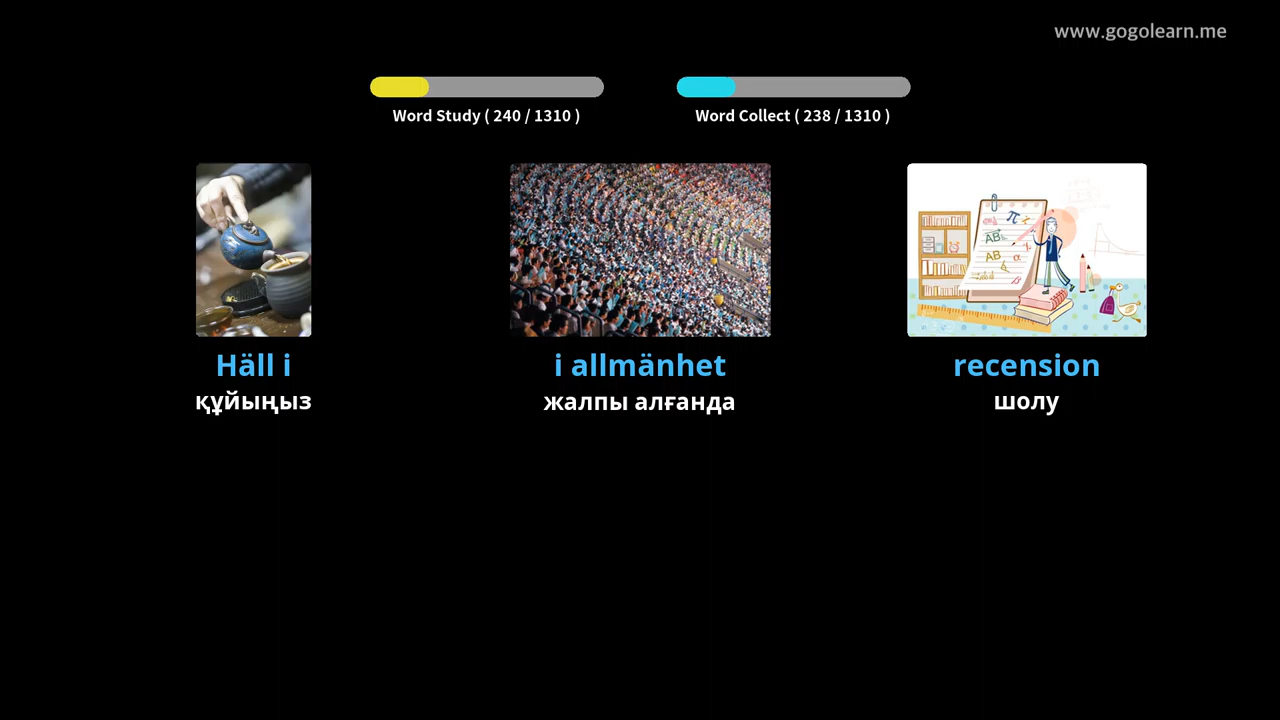 www.gogolearn.me
Word Study ( 240 / 1310 )
Word Collect ( 238 / 1310 )
Häll i
құйыңыз
i allmänhet
жалпы алғанда
recension
шолу